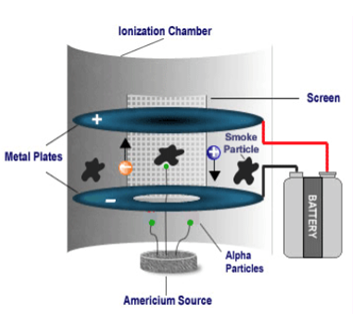 Ionization Chamber
Screen
+
Smoke
Particle
Metal Plates
+
-
-
BATTERY
Alpha
Particles
Americium Source